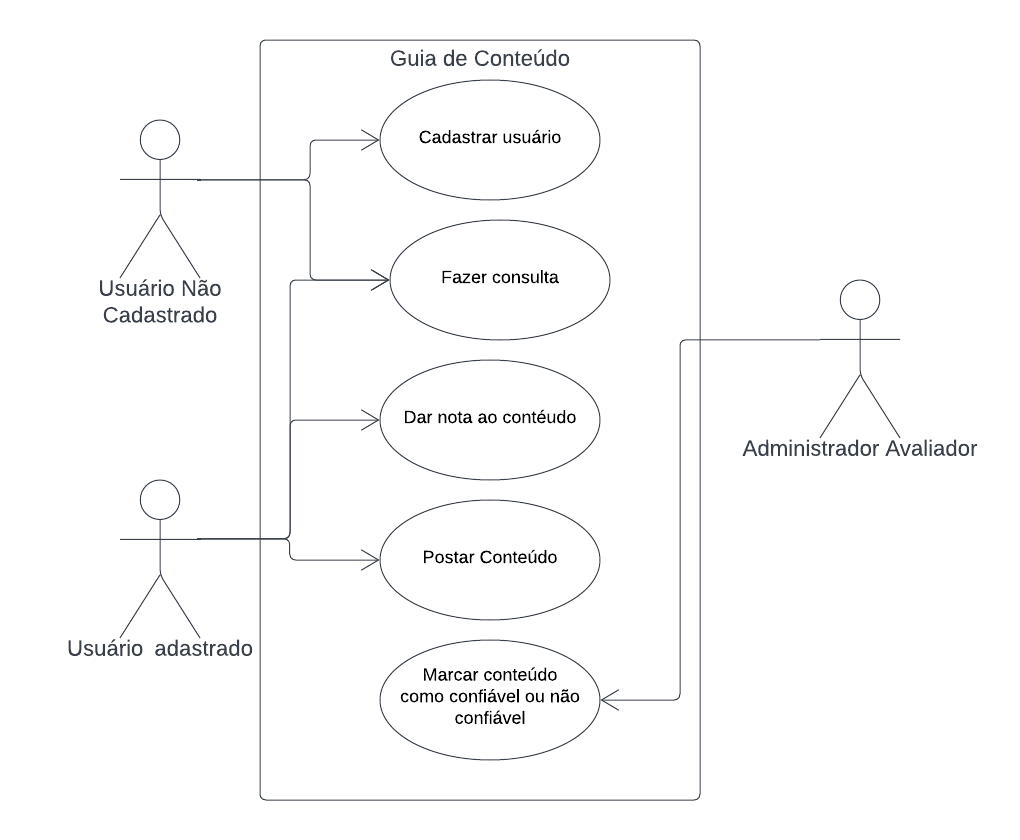 Guia de Conteúdo
Cadastrar usuário
Usuário Não
Cadastrado
Fazer consulta
Dar nota ao contéudo
Administrador Avaliador
Postar Conteúdo
Usuário  adastrado
Marcar conteúdo
como confiável ou não
confiável